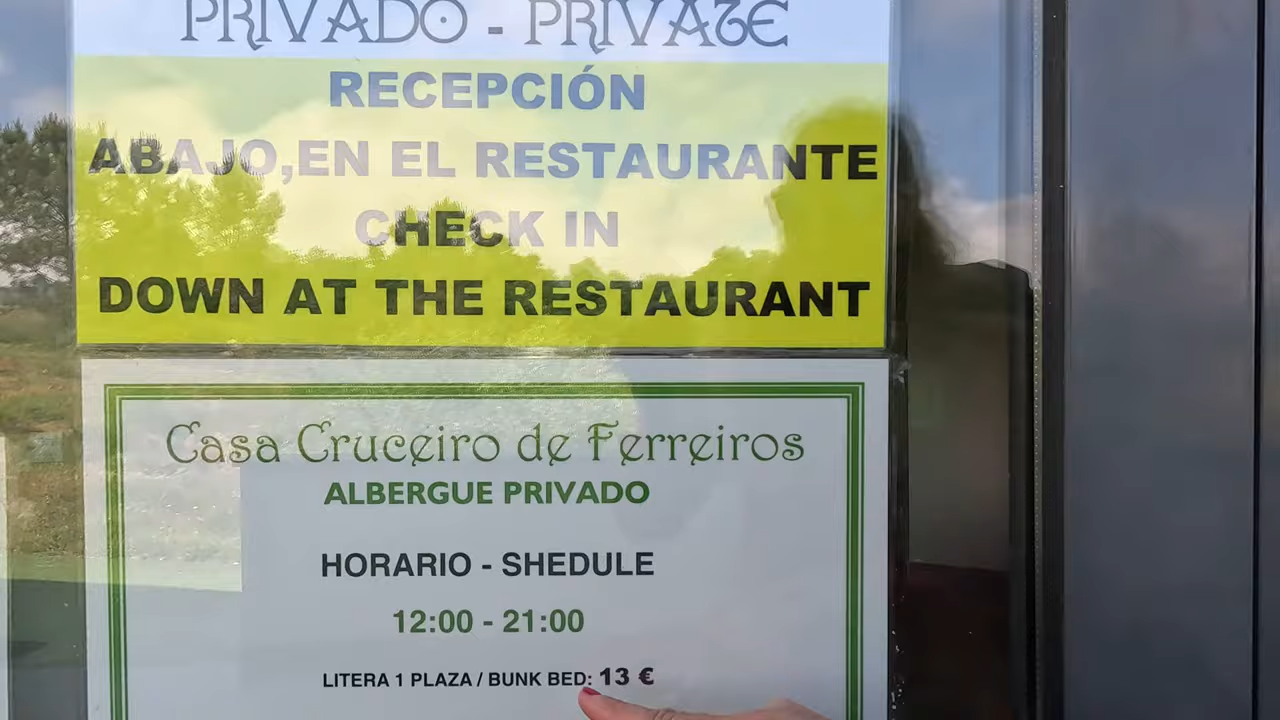 PRIVADO - PRIVATE
RECEPCIÓN
ABAJO,EN EL RESTAURANTE
CHECK IN
DOWN AT THE RESTAURANT
Casa Cruceiro de Ferreiros
ALBERGUE PRIVADO
HORARIO - SHEDULE
12:00 - 21:00
LITERA 1 PLAZA / BUNK BED: 13 €